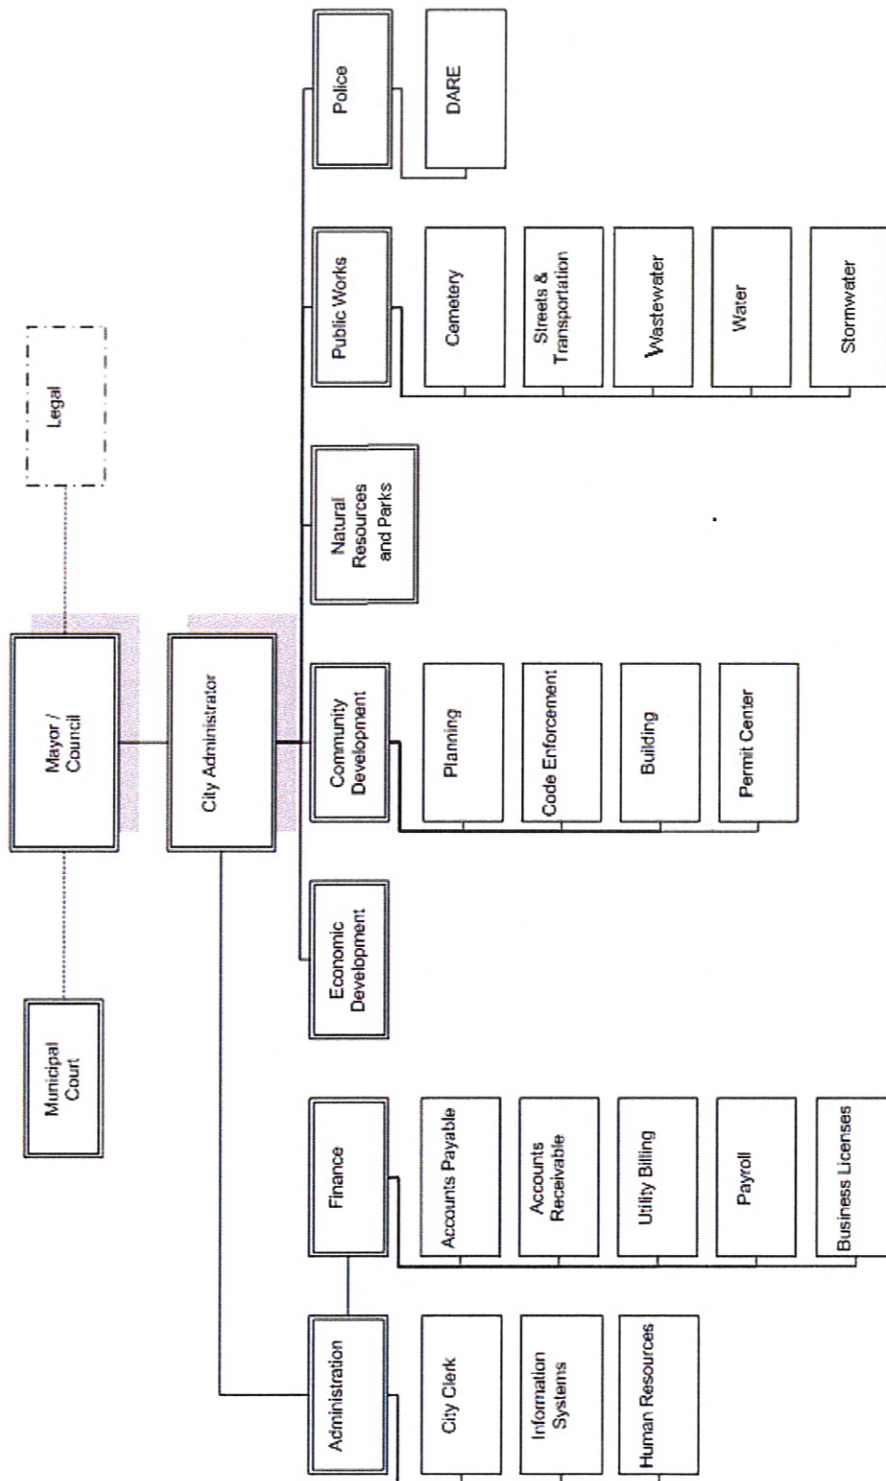 Mayor /
Council
Municipal
Court
Legal
City Administrator
Administration
City Clerk
Information
Systems
Human Resources
Finance
Accounts Payable
Accounts
Receivable
Utility Billing
Payroll
Business Licenses
Economic
Development
Community
Development
Planning
Code Enforcement
Building
Permit Center
Natural
Resources
and Parks
Public Works
Cemetery
Streets &
Transportation
Wastewater
Water
Stormwater
Police
DARE